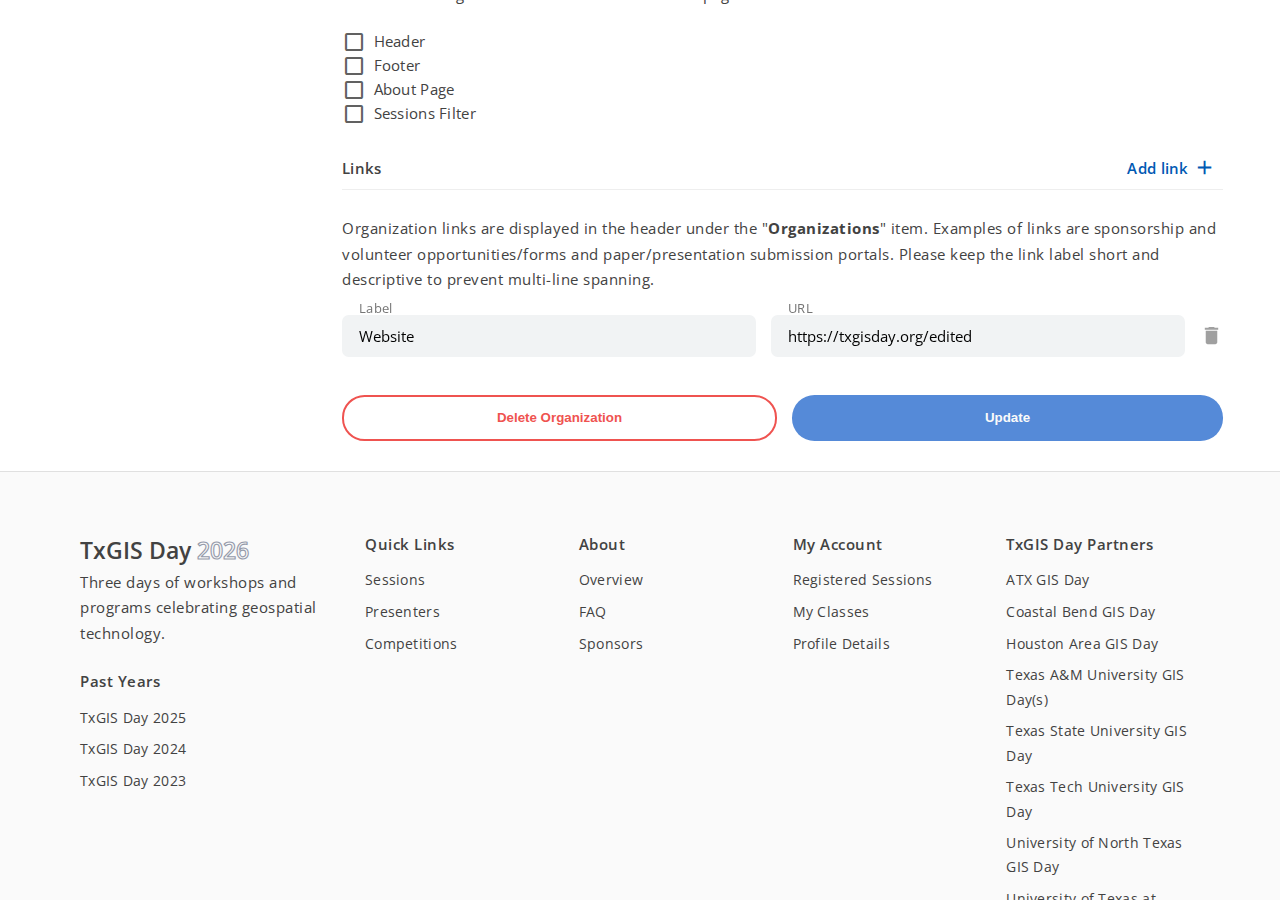 Header
Footer
About Page
Sessions Filter
Links
Add link
Organization links are displayed in the header under the "Organizations" item. Examples of links are sponsorship and
volunteer opportunities/forms and paper/presentation submission portals. Please keep the link label short and
descriptive to prevent multi-line spanning.
Label
Website
URL
https://txgisday.org/edited
Delete Organization
Update
TxGIS Day 2026
Three days of workshops and
programs celebrating geospatial
technology.
Past Years
TxGIS Day 2025
TxGIS Day 2024
TxGIS Day 2023
Quick Links
Sessions
Presenters
Competitions
About
Overview
FAQ
Sponsors
My Account
Registered Sessions
My Classes
Profile Details
TxGIS Day Partners
ATX GIS Day
Coastal Bend GIS Day
Houston Area GIS Day
Texas A&M University GIS
Day(s)
Texas State University GIS
Day
Texas Tech University GIS
Day
University of North Texas
GIS Day
University of Texas at